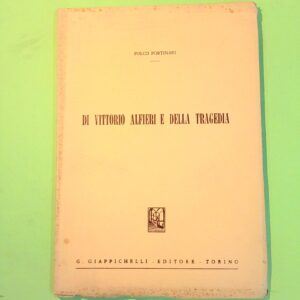 FOLCO PORTINARI
DI VITTORIO ALFIERI E DELLA TRAGEDIA
G. GIAPPICHELLI - EDITORE - TORINO